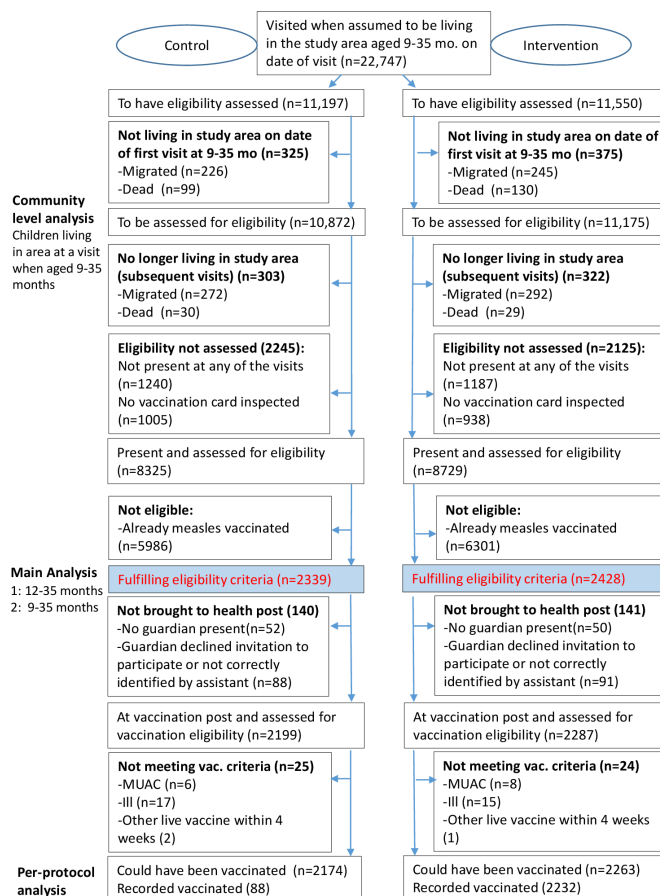 Control
Visited when assumed to be living
in the study area aged 9-35 mo. on
date of visit (n=22,747)
Intervention
To have eligibility assessed (n=11,197)
Not living in study area on date
of first visit at 9-35 mo (n=325)
-Migrated (n=226)
-Dead (n=99)
To be assessed for eligibility (n=10,872)
No longer living in study area
(subsequent visits) (n=303)
-Migrated (n=272)
-Dead (n=30)
Eligibility not assessed (2245):
Not present at any of the visits
(n=1240)
No vaccination card inspected
(n=1005)
Present and assessed for eligibility
(n=8325)
Not eligible:
-Already measles vaccinated
(n=5986)
Fulfilling eligibility criteria (n=2339)
Not brought to health post (140)
-No guardian present(n=52)
-Guardian declined invitation to
participate or not correctly
identified by assistant (n=88)
At vaccination post and assessed for
vaccination eligibility (n=2199)
Not meeting vac. criteria (n=25)
-MUAC (n=6)
-Ill (n=17)
-Other live vaccine within 4
weeks (2)
Could have been vaccinated (n=2174)
Recorded vaccinated (88)
To have eligibility assessed (n=11,550)
Not living in study area on date of
first visit at 9-35 mo (n=375)
-Migrated (n=245)
-Dead (n=130)
To be assessed for eligibility (n=11,175)
No longer living in study area
(subsequent visits) (n=322)
-Migrated (n=292)
-Dead (n=29)
Eligibility not assessed (n=2125):
Not present at any of the visits
(n=1187)
No vaccination card inspected
(n=938)
Present and assessed for eligibility
(n=8729)
Not eligible:
-Already measles vaccinated
(n=6301)
Fulfilling eligibility criteria (n=2428)
Not brought to health post (141)
-No guardian present(n=50)
-Guardian declined invitation to
participate or not correctly
identified by assistant (n=91)
At vaccination post and assessed for
vaccination eligibility (n=2287)
Not meeting vac. criteria (n=24)
-MUAC (n=8)
-Ill (n=15)
-Other live vaccine within 4 weeks
(1)
Could have been vaccinated (n=2263)
Recorded vaccinated (2232)
Community
level analysis
Children living
in area at a visit
when aged 9-35
months
Main Analysis
1: 12-35 months
2: 9-35 months
Per-protocol
analysis